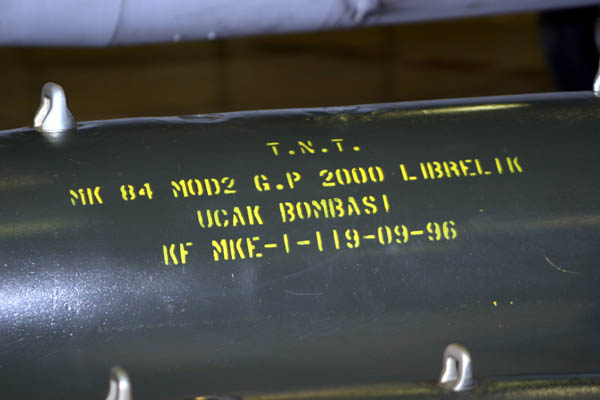 T.N.T.
MK 84 MOD2 G.P 2000 LIBRELIK
UCAK BOMBASI
KF MKE-1-119-09-96